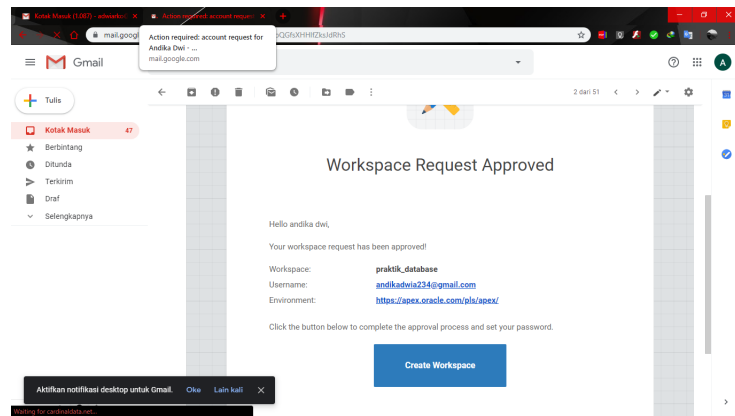 Kotak Masuk (1.007) - adwiarkos
Action required: account request
mail.googl
Action required: account request for
Andika Dwi - ...
mail.google.com
Gmail
2 dari 51
Tulis
Kotak Masuk 47
Berbintang
Ditunda
Terkirim
Draf
Selengkapnya
Workspace Request Approved
Hello andika dwi,
Your workspace request has been approved!
Workspace: praktik_database
Username: andikadwia234@gmail.com
Environment: https://apex.oracle.com/pls/apex/
Click the button below to complete the approval process and set your password.
Create Workspace
Aktifkan notifikasi desktop untuk Gmail. Oke Lain kali
Waiting for cardinaldata.net...
A